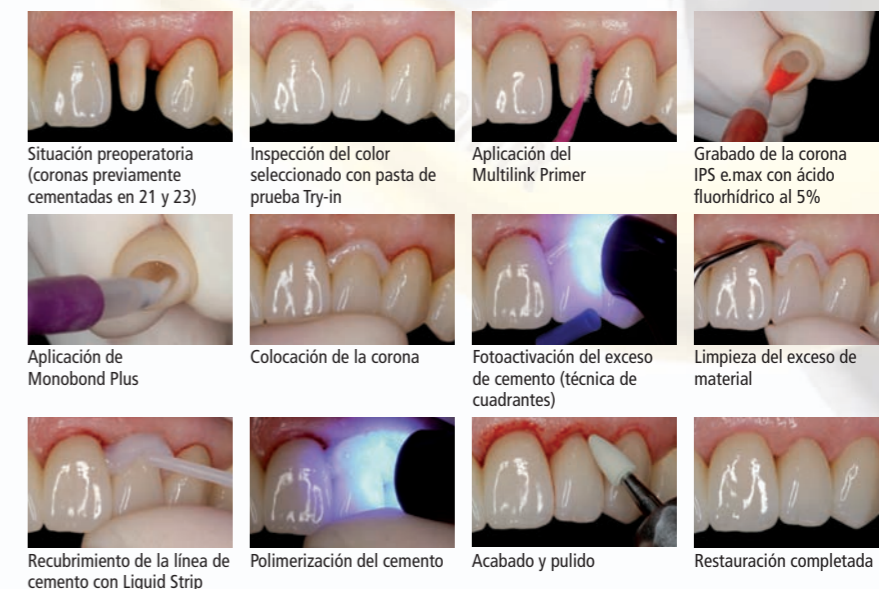 Situación preoperatoria
(coronas previamente
cementadas en 21 y 23)
Inspección del color
seleccionado con pasta de
prueba Try-in
Aplicación del
Multilink Primer
Grabado de la corona
IPS e.max con ácido
fluorhídrico al 5%
Aplicación de
Monobond Plus
Colocación de la corona
Fotoactivación del exceso
de cemento (técnica de
cuadrantes)
Limpieza del exceso de
material
Recubrimiento de la línea de
cemento con Liquid Strip
Polimerización del cemento
Acabado y pulido
Restauración completada